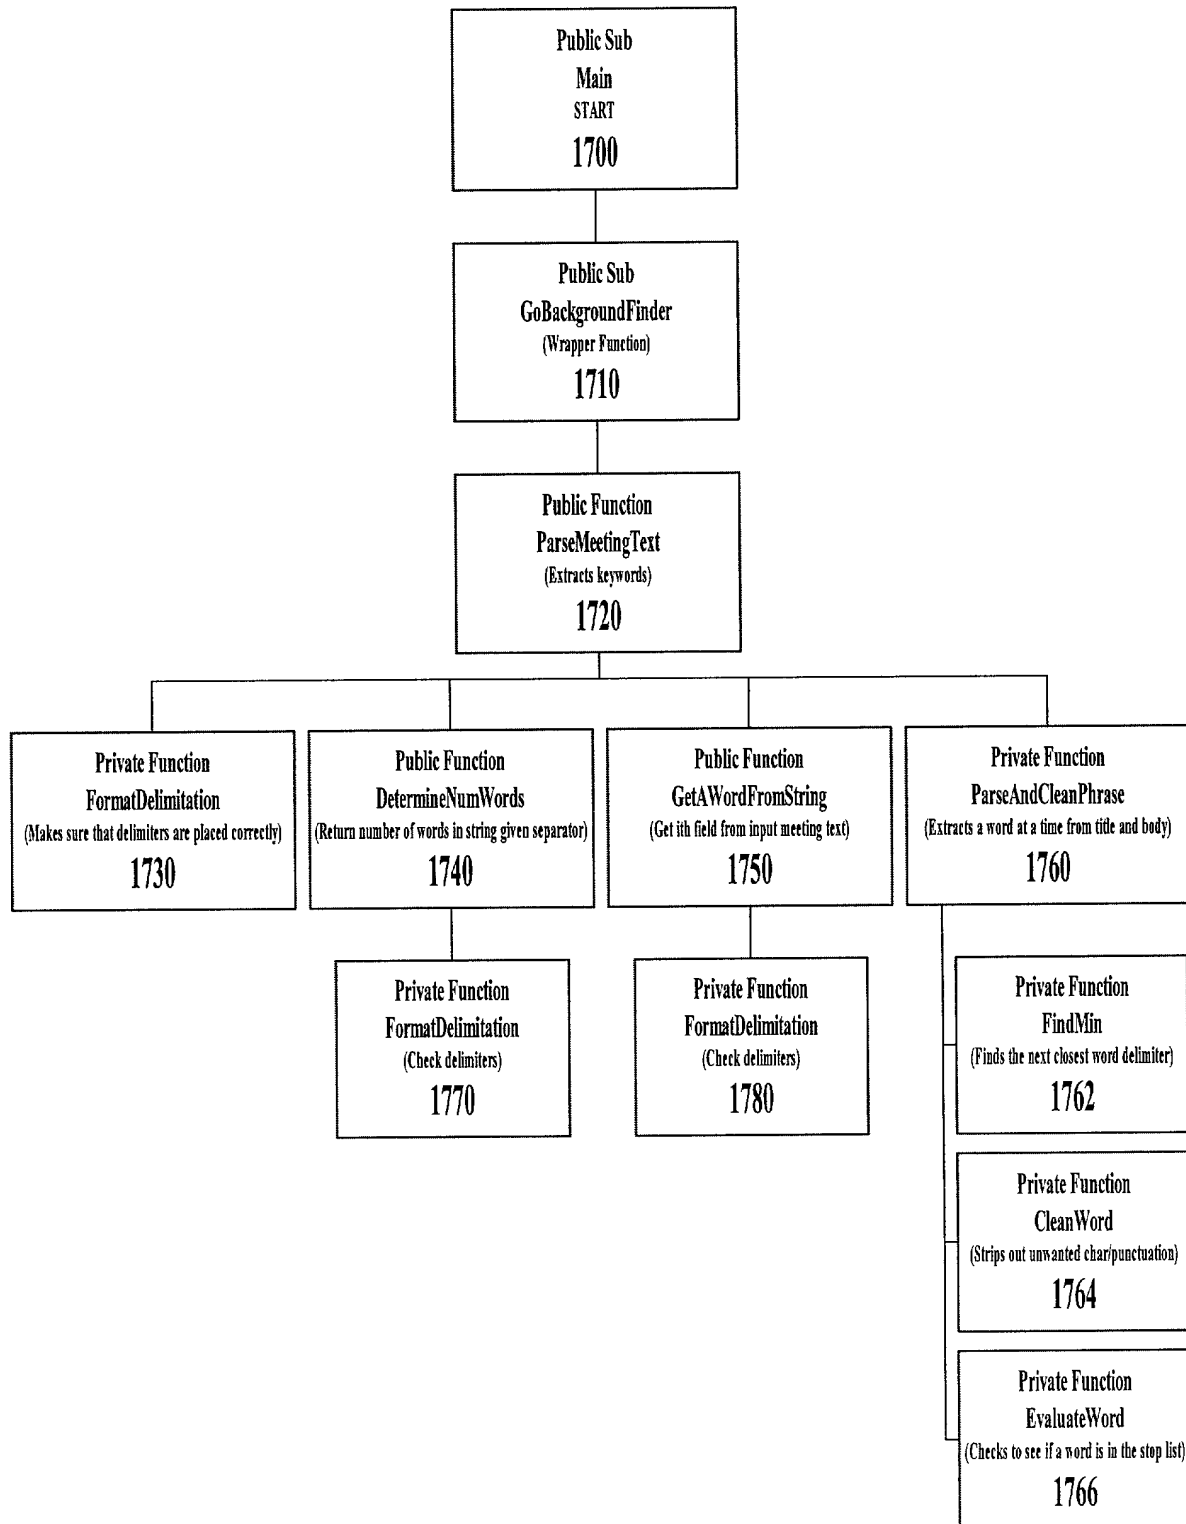 Public Sub
Main
START
1700
Public Sub
GoBackgroundFinder
(Wrapper Function)
1710
Public Function
ParseMeetingText
(Extracts keywords)
1720
Private Function
FormatDelimitation
(Makes sure that delimiters are placed correctly)
1730
Public Function
DetermineNumWords
(Return number of words in string given separator)
1740
Public Function
GetAWordFromString
(Get ith field from input meeting text)
1750
Private Function
ParseAndCleanPhrase
(Extracts a word at a time from title and body)
1760
Private Function
FormatDelimitation
(Check delimiters)
1770
Private Function
FormatDelimitation
(Check delimiters)
1780
Private Function
FindMin
(Finds the next closest word delimiter)
1762
Private Function
CleanWord
(Strips out unwanted char/punctuation)
1764
Private Function
EvaluateWord
(Checks to see if a word is in the stop list)
1766